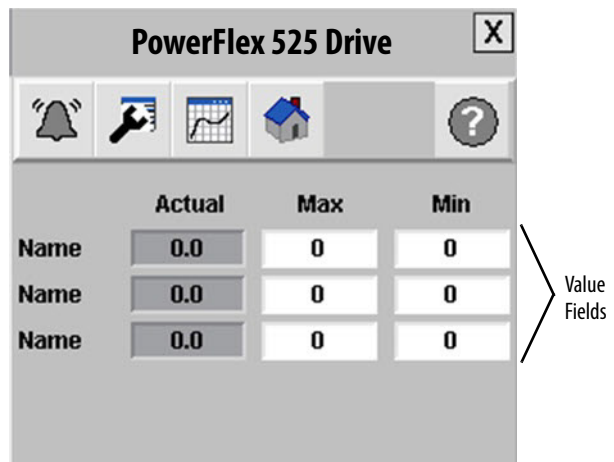 PowerFlex 525 Drive X
?
Actual Max Min
Name 0.0 0 0
Name 0.0 0 0
Name 0.0 0 0
Value
Fields